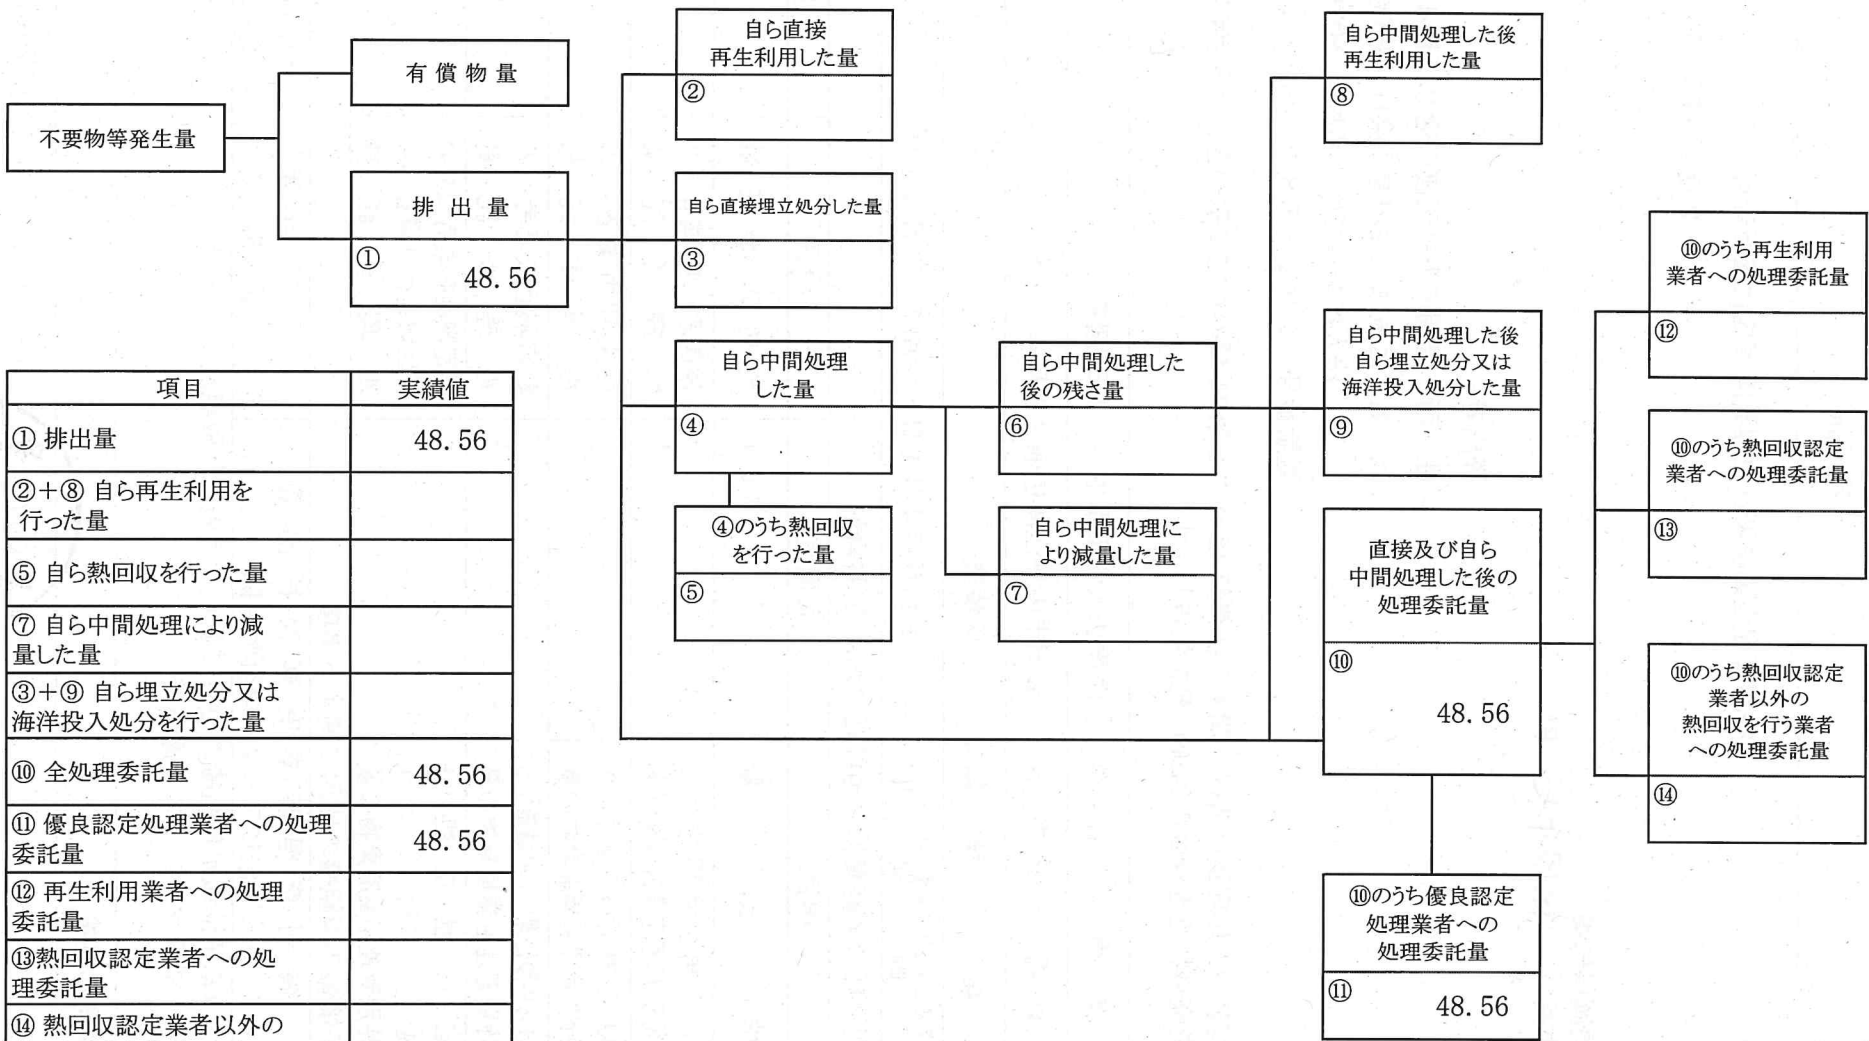 不要物等発生量
有償物量
排出量
①
48.56
自ら直接
再生利用した量
②
自ら直接埋立処分した量
③
自ら中間処理
した量
④
④のうち熱回収
を行った量
⑤
自ら中間処理した
後の残さ量
⑥
自ら中間処理に
より減量した量
⑦
自ら中間処理した後
再生利用した量
⑧
自ら中間処理した後
自ら埋立処分又は
海洋投入処分した量
⑨
直接及び自ら
中間処理した後の
処理委託量
⑩
48.56
⑩のうち優良認定
処理業者への
処理委託量
⑪
48.56
⑩のうち再生利用
業者への処理委託量
⑫
⑩のうち熱回収認定
業者への処理委託量
⑬
⑩のうち熱回収認定
業者以外の
熱回収を行う業者
への処理委託量
⑭
項目 実績値
① 排出量 48.56
②+⑧ 自ら再生利用を
行った量
⑤ 自ら熱回収を行った量
⑦ 自ら中間処理により減
量した量
③+⑨ 自ら埋立処分又は
海洋投入処分を行った量
⑩ 全処理委託量 48.56
⑪ 優良認定処理業者への処理
委託量 48.56
⑫ 再生利用業者への処理
委託量
⑬熱回収認定業者への処
理委託量
⑭ 熱回収認定業者以外の